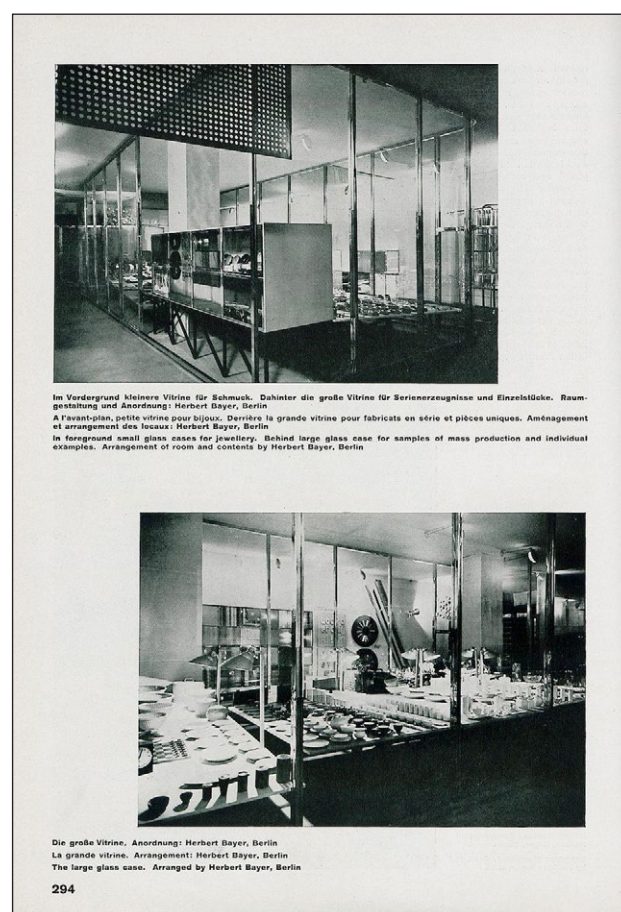 Im Vordergrund kleinere Vitrine für Schmuck. Dahinter die große Vitrine für Serienerzeugnisse und Einzelstücke. Raum-
gestaltung und Anordnung: Herbert Bayer, Berlin
A l'avant-plan, petite vitrine pour bijoux. Derrière la grande vitrine pour fabricats en série et pièces uniques. Aménagement
et arrangement des locaux: Herbert Bayer, Berlin
In foreground small glass cases for jewellery. Behind large glass case for samples of mass production and individual
examples. Arrangement of room and contents by Herbert Bayer, Berlin
Die große Vitrine. Anordnung: Herbert Bayer, Berlin
La grande vitrine. Arrangement: Herbert Bayer, Berlin
The large glass case. Arranged by Herbert Bayer, Berlin
294